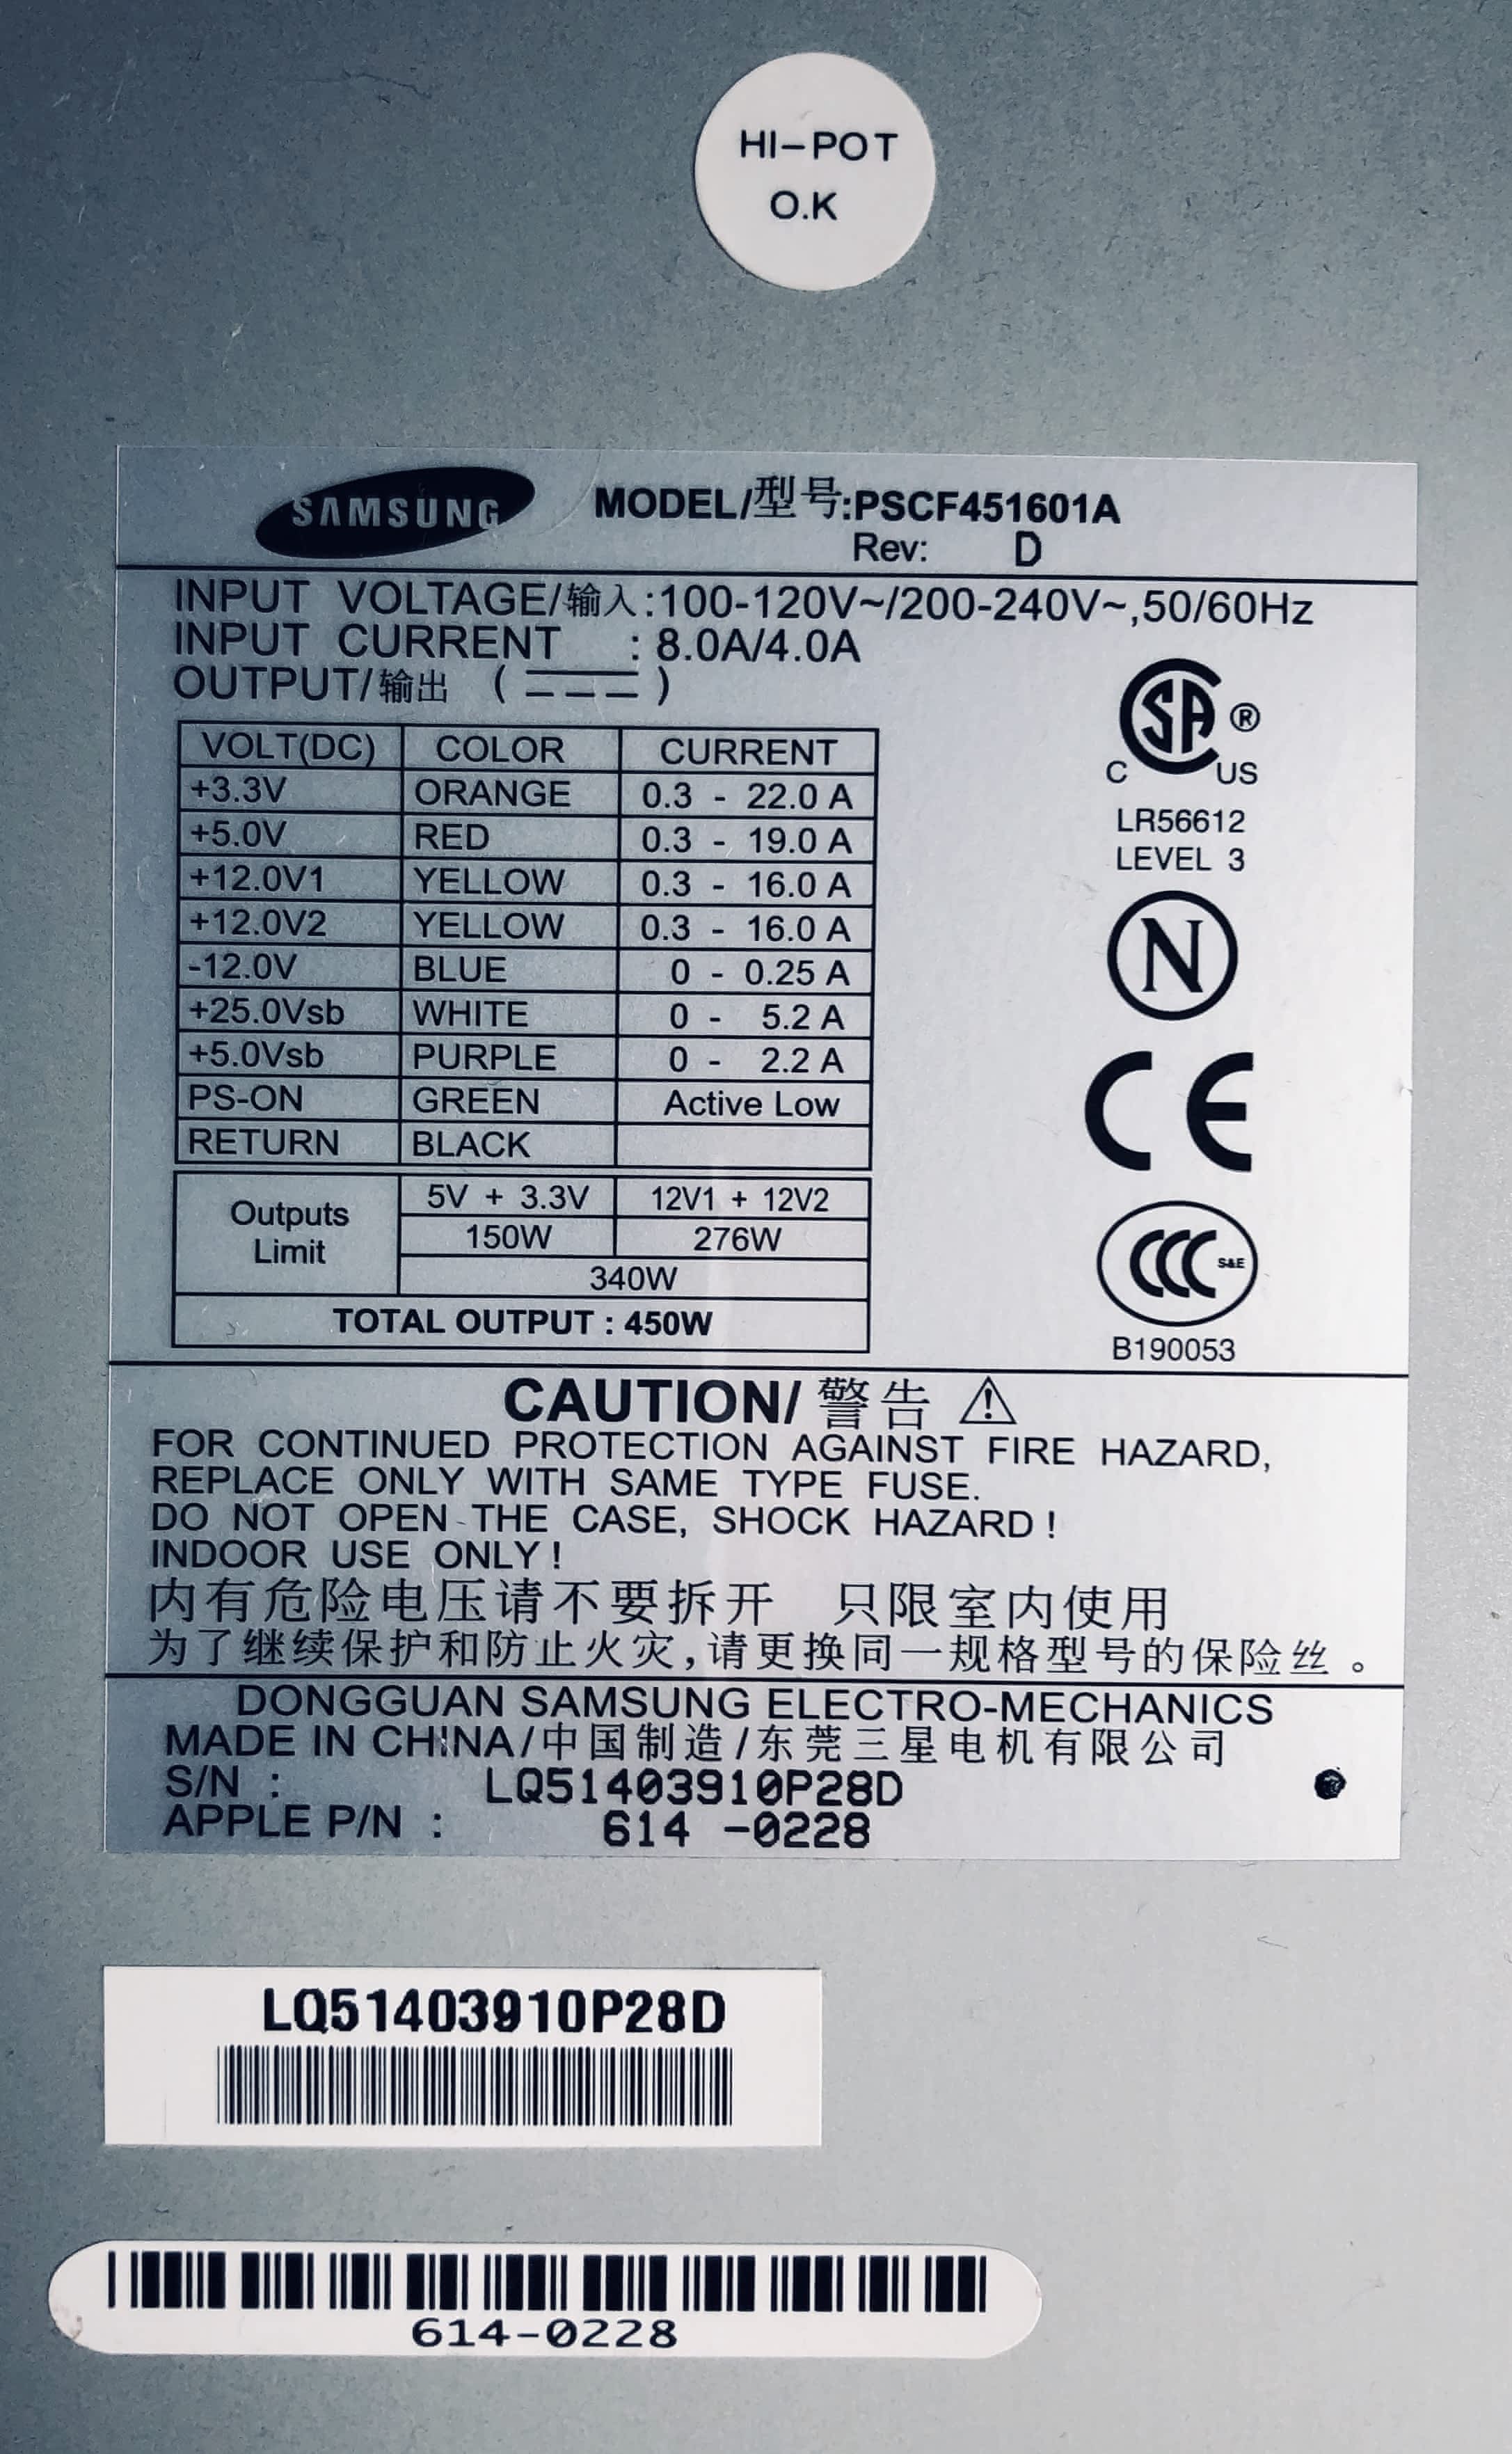 HI-POT
O.K
SAMSUNG MODEL/型号:PSCF451601A
Rev: D
INPUT VOLTAGE/输入:100-120V~/200-240V~,50/60Hz
INPUT CURRENT : 8.0A/4.0A
OUTPUT/输出 ( ⎓ )
VOLT(DC) COLOR CURRENT
+3.3V ORANGE 0.3 - 22.0 A
+5.0V RED 0.3 - 19.0 A
+12.0V1 YELLOW 0.3 - 16.0 A
+12.0V2 YELLOW 0.3 - 16.0 A
-12.0V BLUE 0 - 0.25 A
+25.0Vsb WHITE 0 - 5.2 A
+5.0Vsb PURPLE 0 - 2.2 A
PS-ON GREEN Active Low
RETURN BLACK
Outputs Limit
5V + 3.3V 12V1 + 12V2
150W 276W
340W
TOTAL OUTPUT : 450W
SA ®
C US
LR56612
LEVEL 3
N
CE
CCC S&E
B190053
CAUTION/ 警告 ⚠
FOR CONTINUED PROTECTION AGAINST FIRE HAZARD,
REPLACE ONLY WITH SAME TYPE FUSE.
DO NOT OPEN THE CASE, SHOCK HAZARD !
INDOOR USE ONLY !
内有危险电压请不要拆开 只限室内使用
为了继续保护和防止火灾,请更换同一规格型号的保险丝。
DONGGUAN SAMSUNG ELECTRO-MECHANICS
MADE IN CHINA/中国制造/东莞三星电机有限公司
S/N : LQ51403910P28D
APPLE P/N : 614 -0228
LQ51403910P28D
614-0228